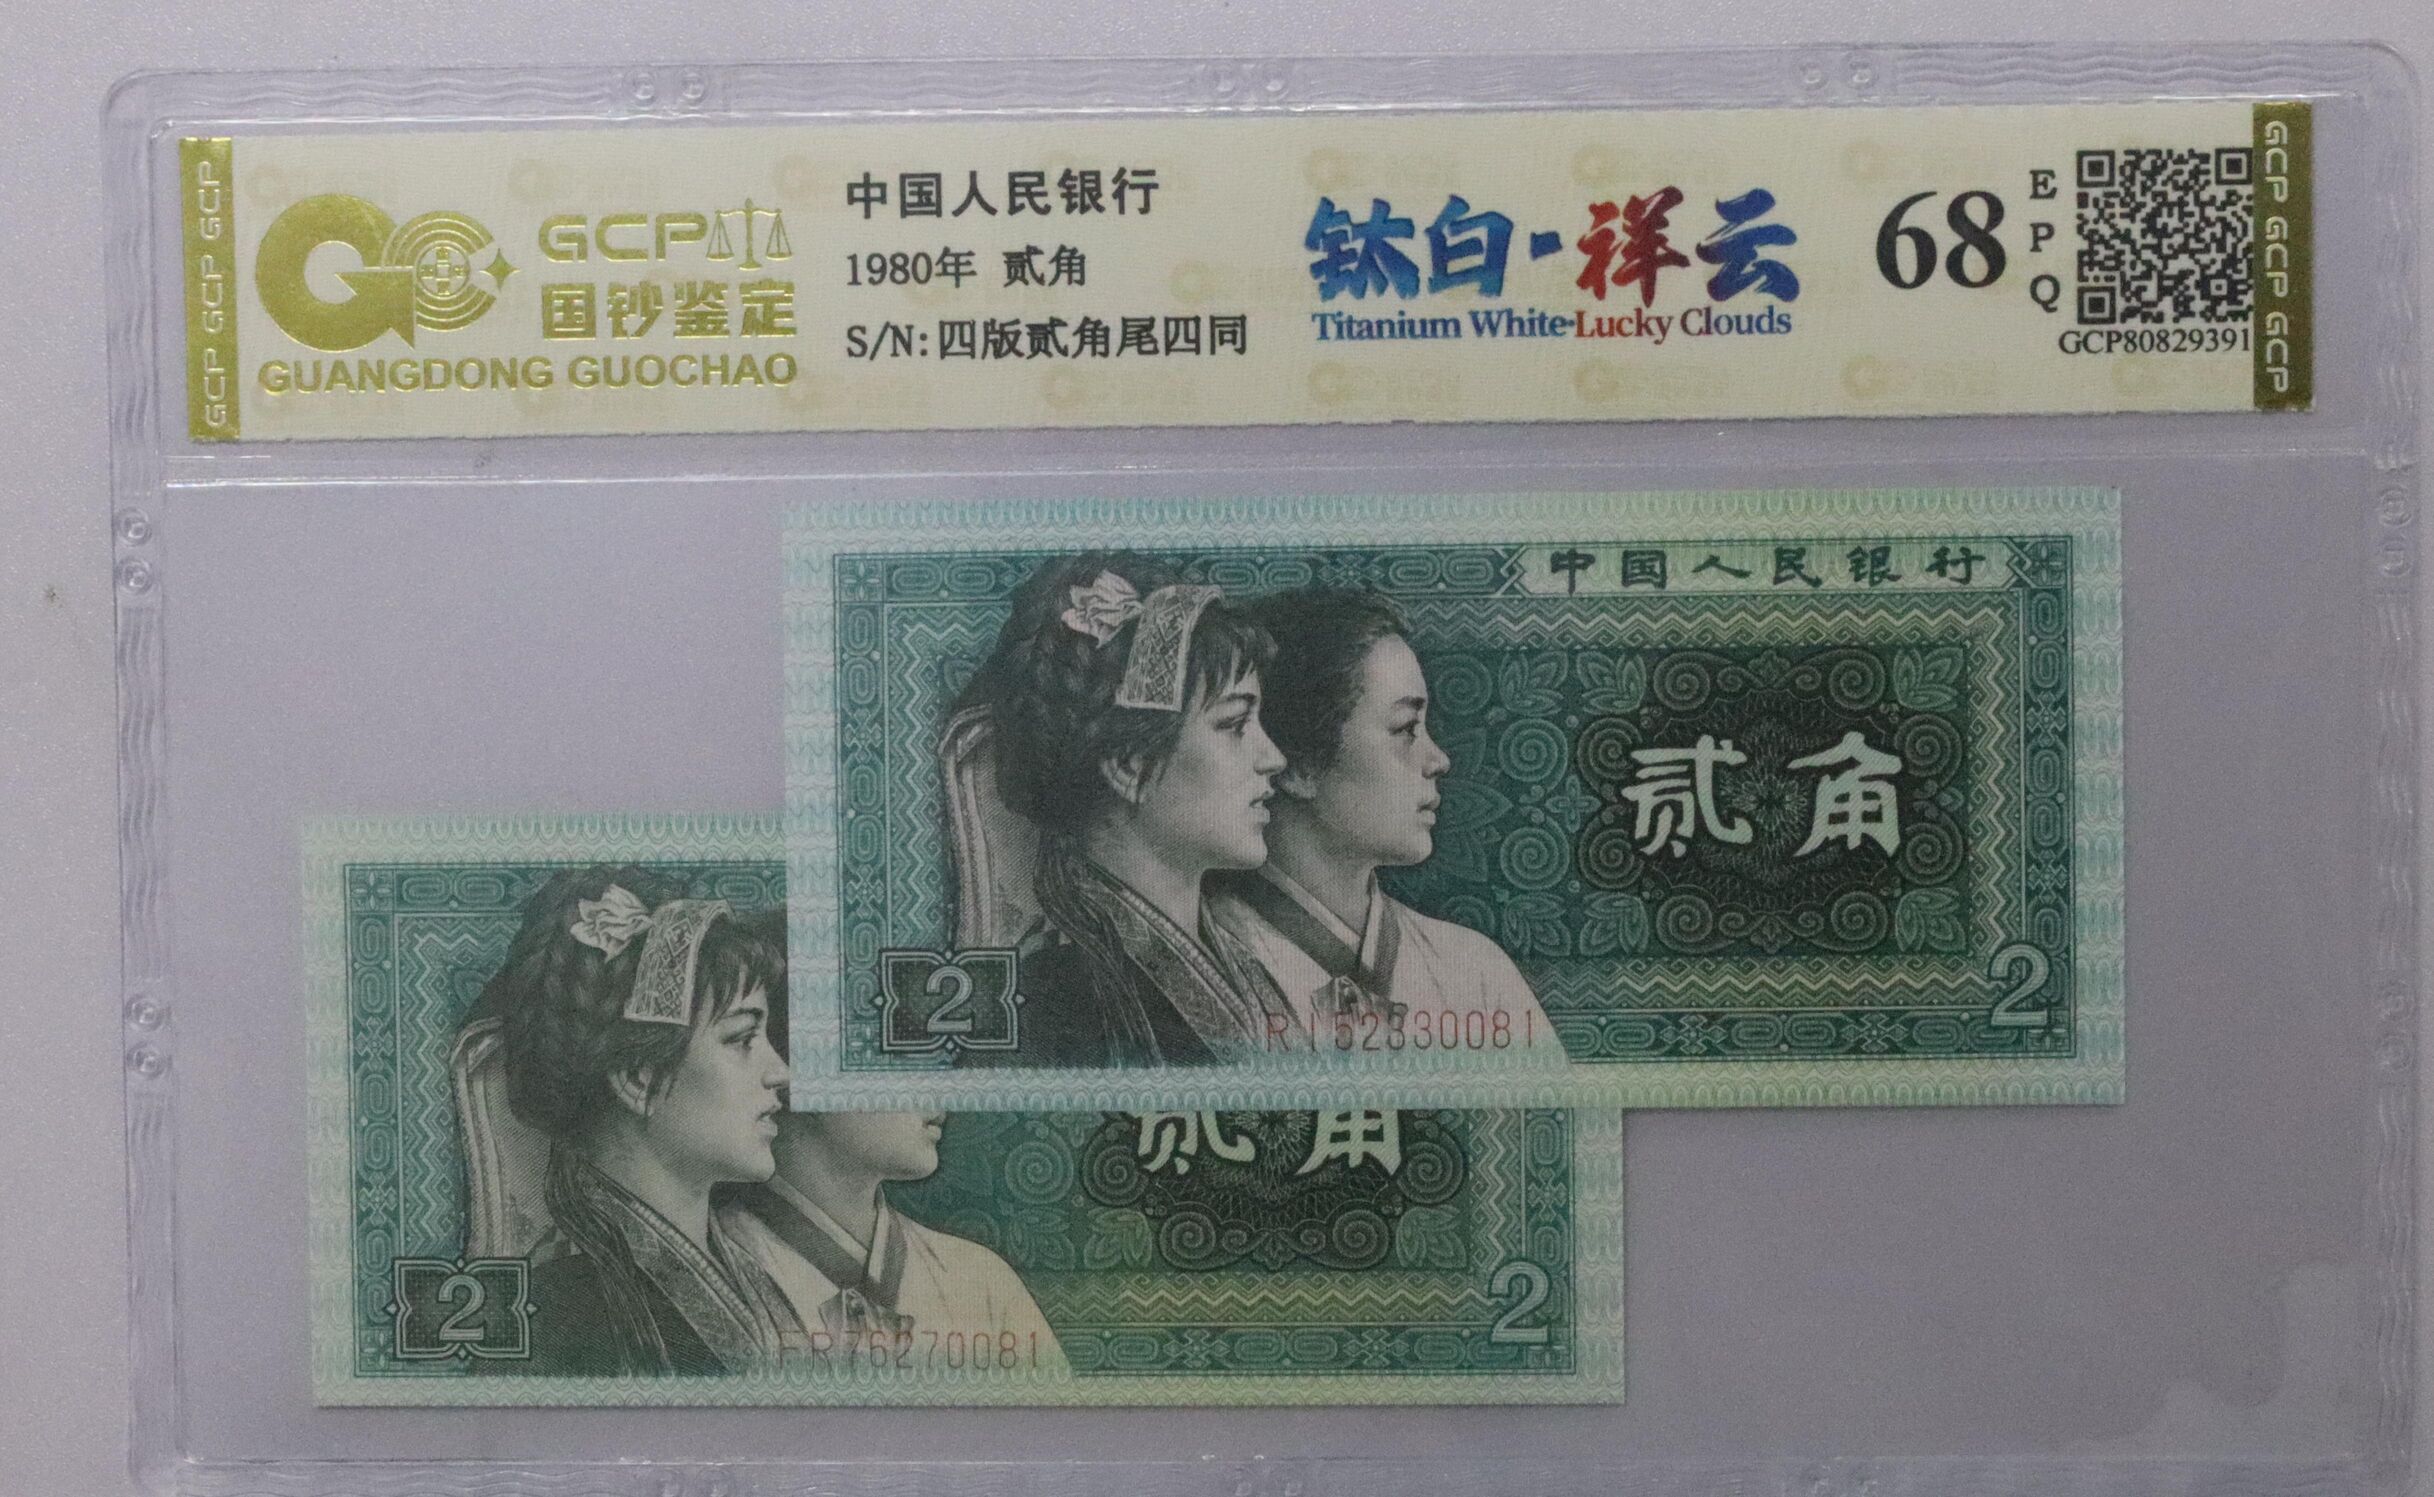 GCP GCP GCP
GCP
国钞鉴定
GUANGDONG GUOCHAO
中国人民银行
1980年 贰角
S/N:四版贰角尾四同
钛白·祥云
Titanium White·Lucky Clouds
68
EPQ
GCP80829391
GCP GCP GCP
中国人民银行
贰角
2
2
RI52330081
贰角
2
2
FR76270081